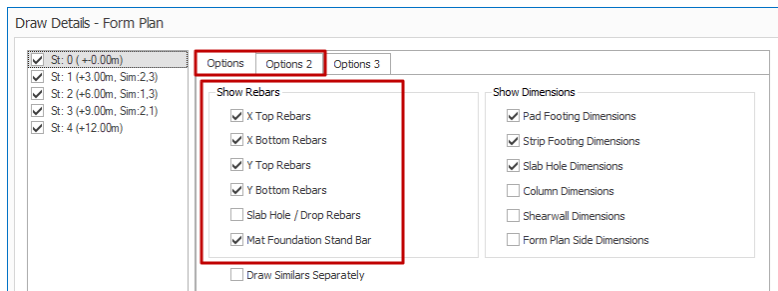 Draw Details - Form Plan
St: 0 ( +-0.00m)
St: 1 (+3.00m, Sim:2,3)
St: 2 (+6.00m, Sim:1,3)
St: 3 (+9.00m, Sim:2,1)
St: 4 (+12.00m)
Options
Options 2
Options 3
Show Rebars
X Top Rebars
X Bottom Rebars
Y Top Rebars
Y Bottom Rebars
Slab Hole / Drop Rebars
Mat Foundation Stand Bar
Draw Similars Separately
Show Dimensions
Pad Footing Dimensions
Strip Footing Dimensions
Slab Hole Dimensions
Column Dimensions
Shearwall Dimensions
Form Plan Side Dimensions